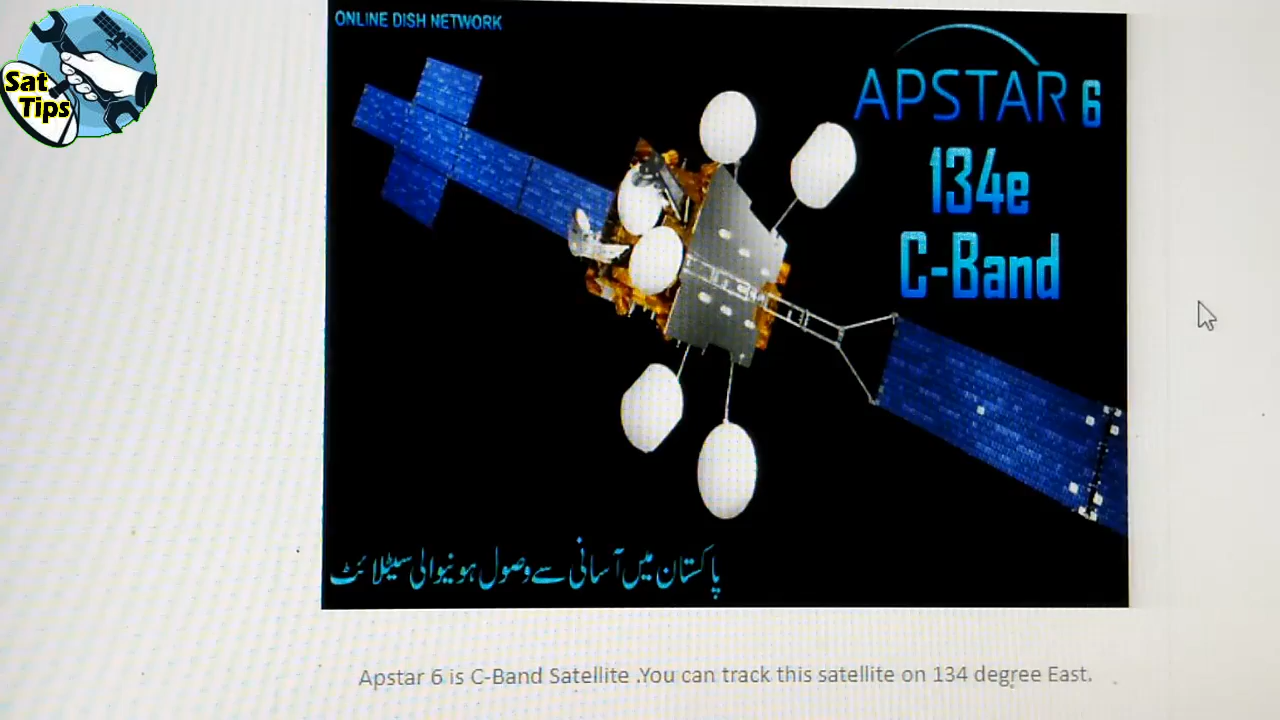 Sat
Tips
ONLINE DISH NETWORK
APSTAR 6
134e
C-Band
پاکستان میں آسانی سے وصول ہونیوالی سیٹلائٹ
Apstar 6 is C-Band Satellite .You can track this satellite on 134 degree East.